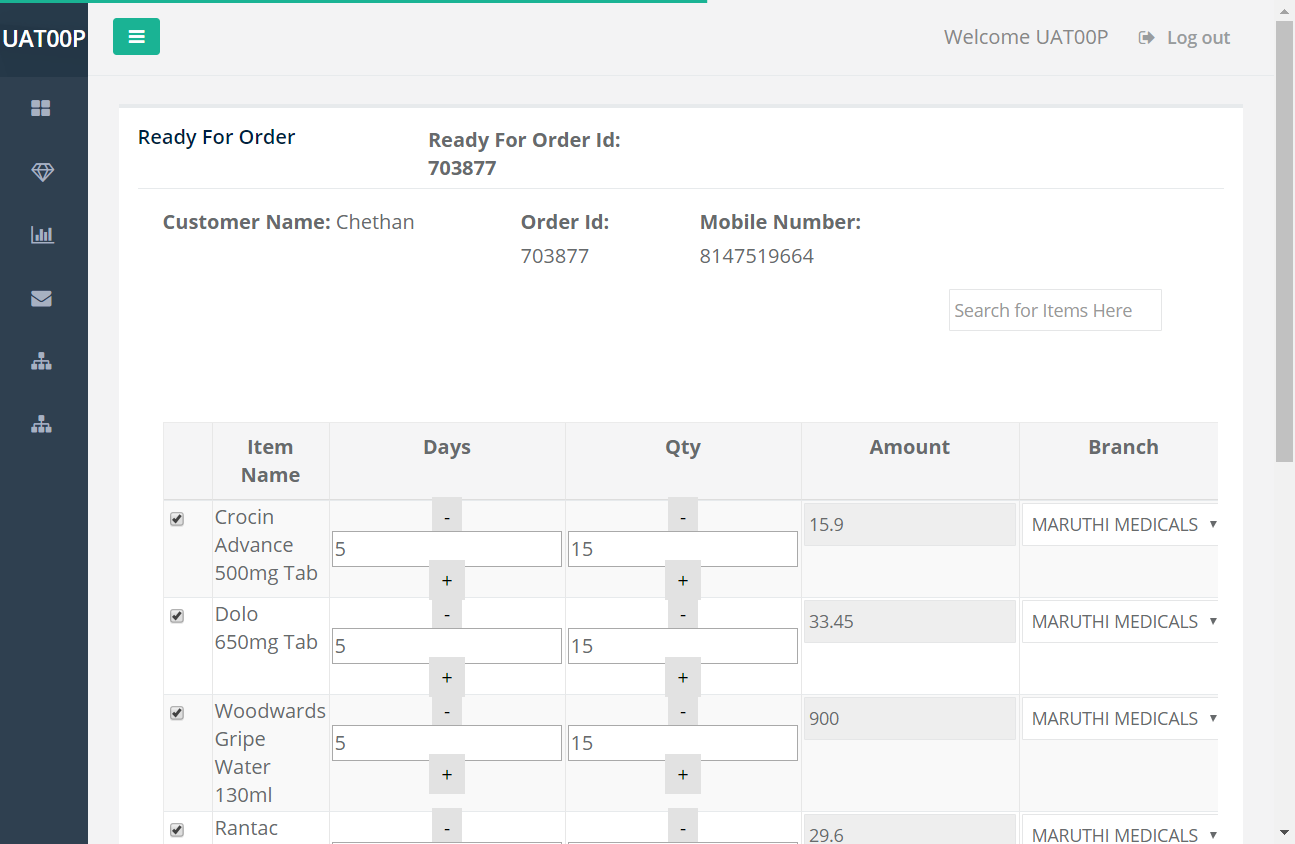 UAT00P
Welcome UAT00P
Log out
Ready For Order
Ready For Order Id:
703877
Customer Name: Chethan
Order Id:
703877
Mobile Number:
8147519664
Search for Items Here
Item
Name
Days
Qty
Amount
Branch
Crocin
Advance
500mg Tab
-
5
+
-
15
+
15.9
MARUTHI MEDICALS
Dolo
650mg Tab
-
5
+
-
15
+
33.45
MARUTHI MEDICALS
Woodwards
Gripe
Water
130ml
-
5
+
-
15
+
900
MARUTHI MEDICALS
Rantac
-
-
29.6
MARUTHI MEDICALS